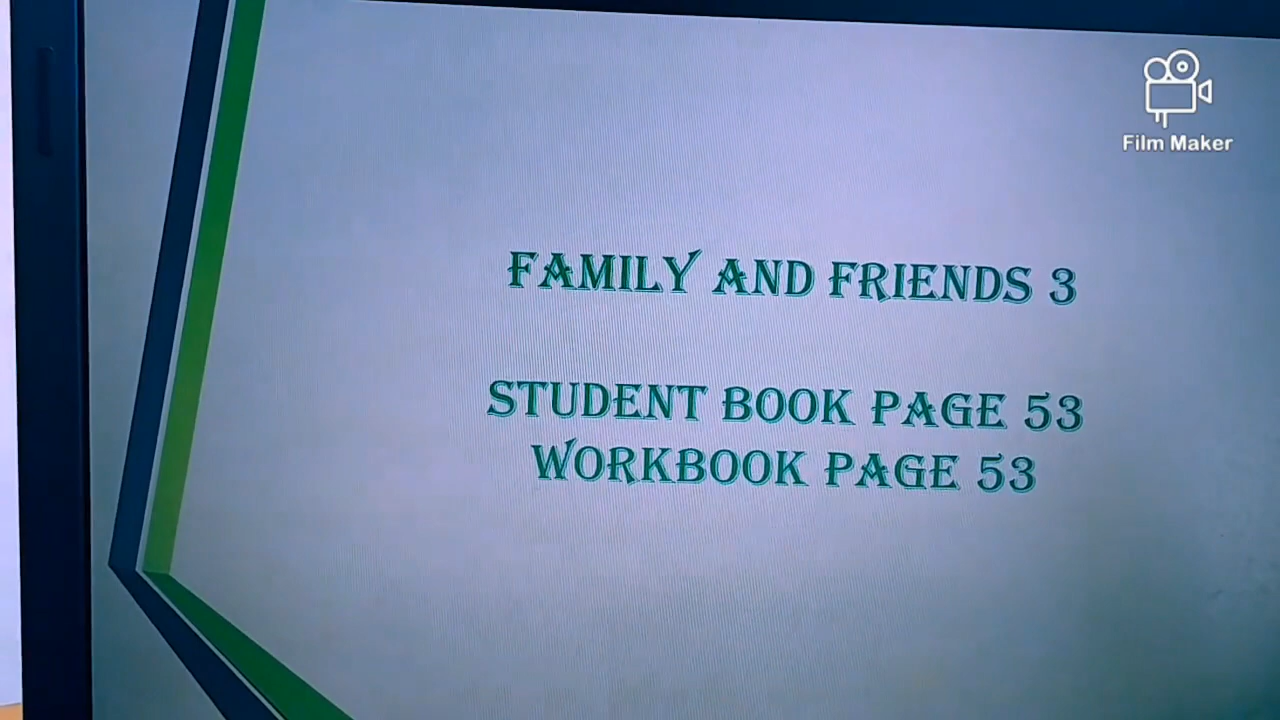 Film Maker
FAMILY AND FRIENDS 3
STUDENT BOOK PAGE 53
WORKBOOK PAGE 53